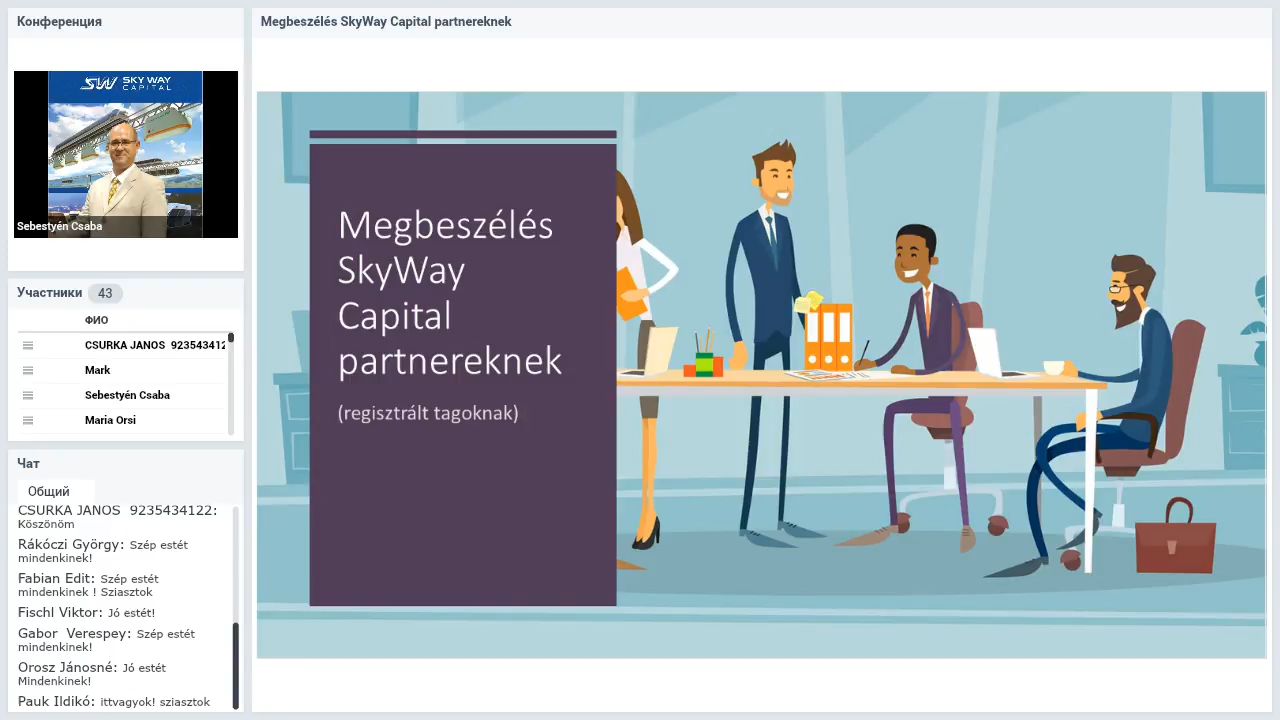 Конференция
SW SKY WAY
CAPITAL
Sebestyén Csaba
Участники 43
ФИО
CSURKA JANOS 923543412
Mark
Sebestyén Csaba
Maria Orsi
Чат
Общий
CSURKA JANOS 9235434122:
Köszönöm
Rákóczi György: Szép estét
mindenkinek!
Fabian Edit: Szép estét
mindenkinek ! Sziasztok
Fischl Viktor: Jó estét!
Gabor Verespey: Szép estét
mindenkinek!
Orosz Jánosné: Jó estét
Mindenkinek!
Pauk Ildikó: ittvagyok! sziasztok
Megbeszélés SkyWay Capital partnereknek
Megbeszélés
SkyWay
Capital
partnereknek
(regisztrált tagoknak)